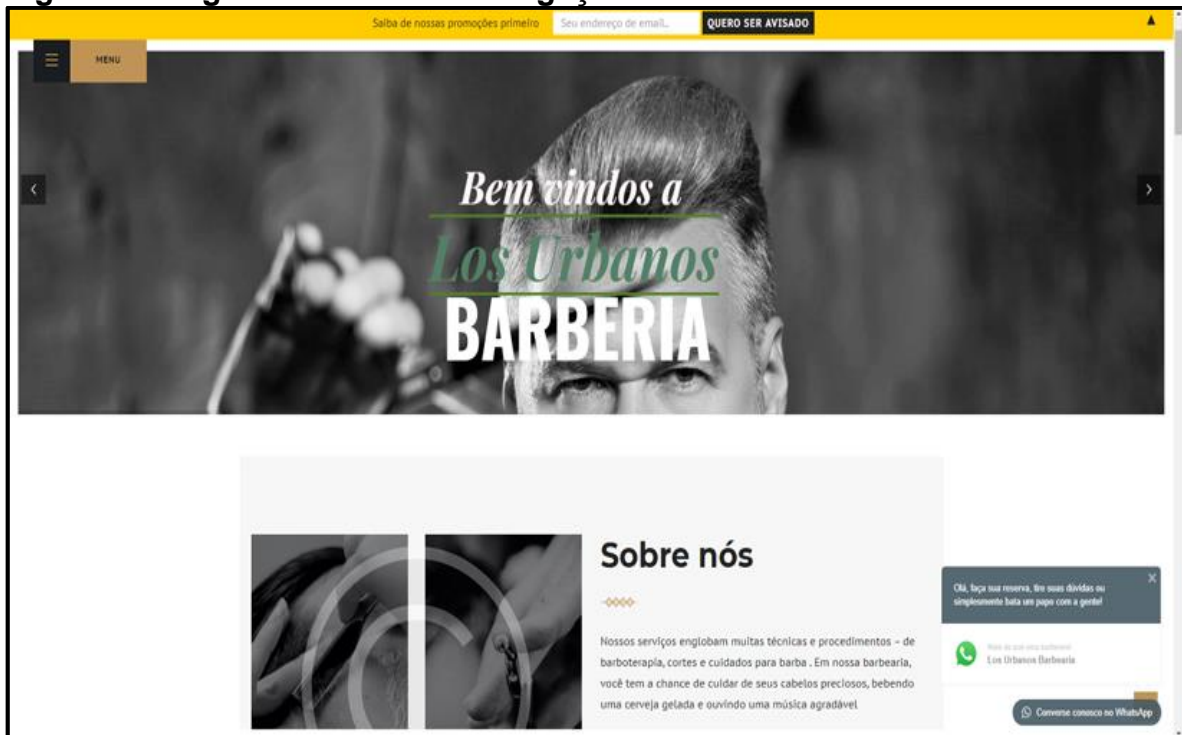 Saiba de nossas promoções primeiro
Seu endereço de email..
QUERO SER AVISADO
MENU
Bem vindos a
Los Urbanos
BARBERIA
Sobre nós
Nossos serviços englobam muitas técnicas e procedimentos – de
barboterapia, cortes e cuidados para barba . Em nossa barbearia,
você tem a chance de cuidar de seus cabelos preciosos, bebendo
uma cerveja gelada e ouvindo uma música agradável
Olá, faça sua reserva, tire suas dúvidas ou
simplesmente bata um papo com a gente!
Los Urbanos Barbearia
Converse conosco no WhatsApp